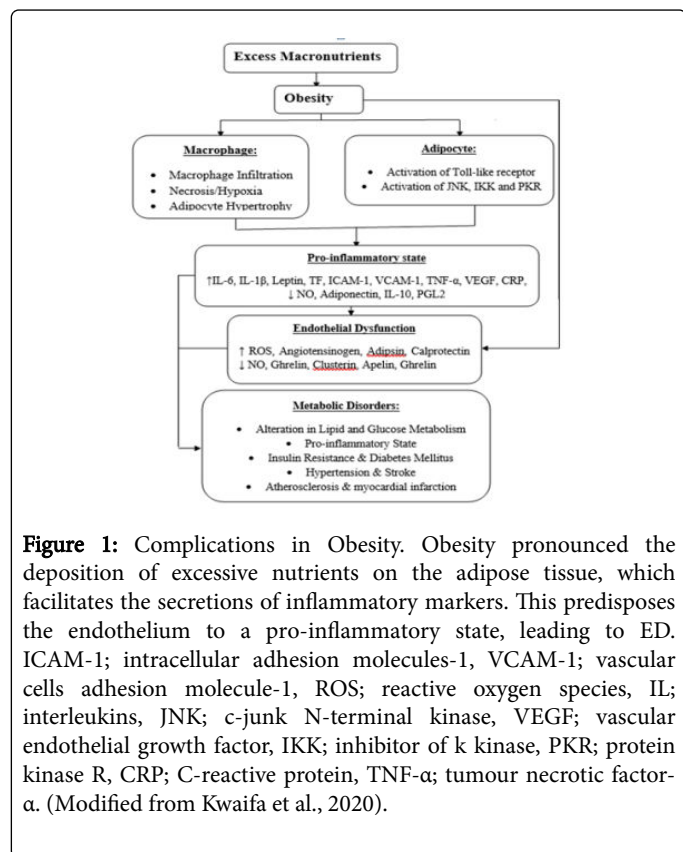 Excess Macronutrients
Obesity
Macrophage:
• Macrophage Infiltration
• Necrosis/Hypoxia
• Adipocyte Hypertrophy
Adipocyte:
• Activation of Toll-like receptor
• Activation of JNK, IKK and PKR
Pro-inflammatory state
↑IL-6, IL-1β, Leptin, TF, ICAM-1, VCAM-1, TNF-α, VEGF, CRP,
↓ NO, Adiponectin, IL-10, PGL2
Endothelial Dysfunction
↑ ROS, Angiotensinogen, Adipsin, Calprotectin
↓ NO, Ghrelin, Clusterin, Apelin, Ghrelin
Metabolic Disorders:
• Alteration in Lipid and Glucose Metabolism
• Pro-inflammatory State
• Insulin Resistance & Diabetes Mellitus
• Hypertension & Stroke
• Atherosclerosis & myocardial infarction
Figure 1: Complications in Obesity. Obesity pronounced the
deposition of excessive nutrients on the adipose tissue, which
facilitates the secretions of inflammatory markers. This predisposes
the endothelium to a pro-inflammatory state, leading to ED.
ICAM-1; intracellular adhesion molecules-1, VCAM-1; vascular
cells adhesion molecule-1, ROS; reactive oxygen species, IL;
interleukins, JNK; c-junk N-terminal kinase, VEGF; vascular
endothelial growth factor, IKK; inhibitor of k kinase, PKR; protein
kinase R, CRP; C-reactive protein, TNF-α; tumour necrotic factor-
α. (Modified from Kwaifa et al., 2020).